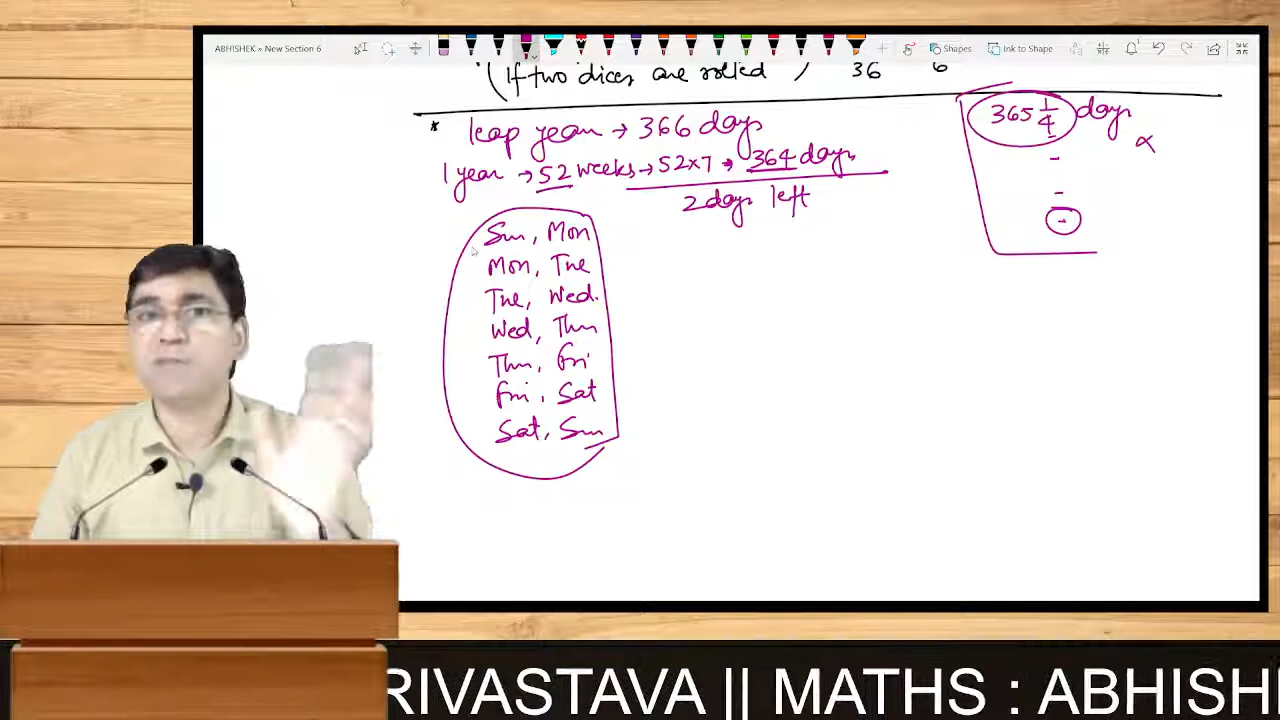 ABHISHEK » New Section 6
Shapes
Ink to Shape
(If two dices are rolled ) 36 6
* leap year → 366 days
1 year → 52 weeks → 52x7 → 364 days
2 days left
365 1/4 days
Sun, Mon
Mon, Tue
Tue, Wed.
Wed, Thu
Thu, Fri
Fri, Sat
Sat, Sun
RIVASTAVA || MATHS : ABHISH